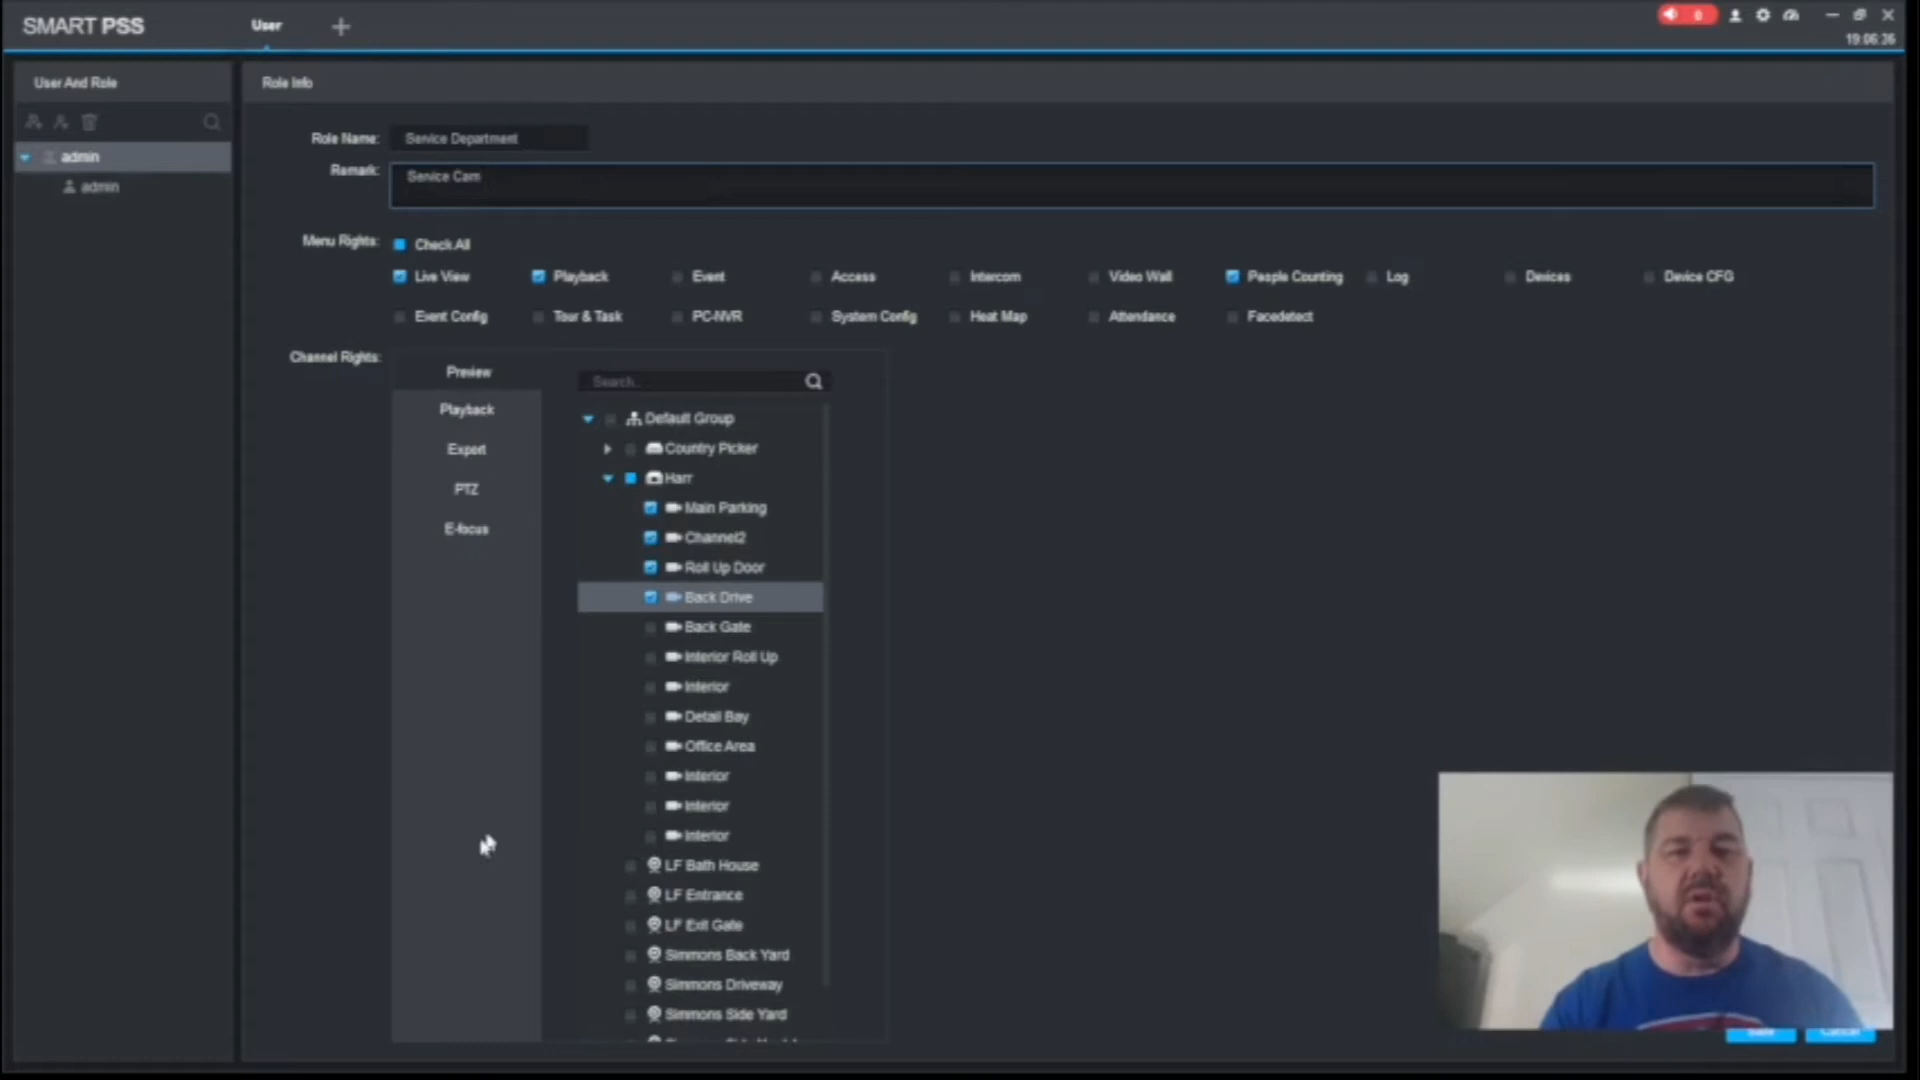 SMART PSS
User
0
19:06:36
User And Role
Role Info
Role Name: Service Department
admin
Remark: Service Cam
admin
Menu Rights: Check All
Live View Playback Event Access Intercom Video Wall People Counting Log Devices Device CFG
Event Config Tour & Task PC-NVR System Config Heat Map Attendance Facedetect
Channel Rights: Preview
Search..
Playback
Default Group
Export
Country Picker
Harr
PTZ
Main Parking
E-focus
Channel2
Roll Up Door
Back Drive
Back Gate
Interior Roll Up
Interior
Detail Bay
Office Area
Interior
Interior
Interior
LF Bath House
LF Entrance
LF Exit Gate
Simmons Back Yard
Simmons Driveway
Simmons Side Yard
Cancel